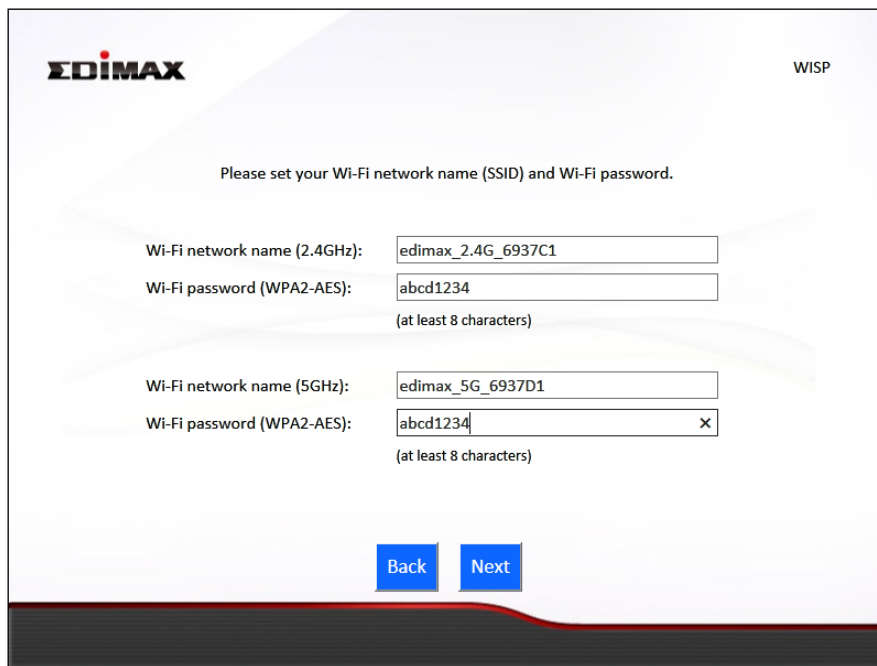 EDIMAX
WISP
Please set your Wi-Fi network name (SSID) and Wi-Fi password.
Wi-Fi network name (2.4GHz): edimax_2.4G_6937C1
Wi-Fi password (WPA2-AES): abcd1234
(at least 8 characters)
Wi-Fi network name (5GHz): edimax_5G_6937D1
Wi-Fi password (WPA2-AES): abcd1234 ×
(at least 8 characters)
Back Next